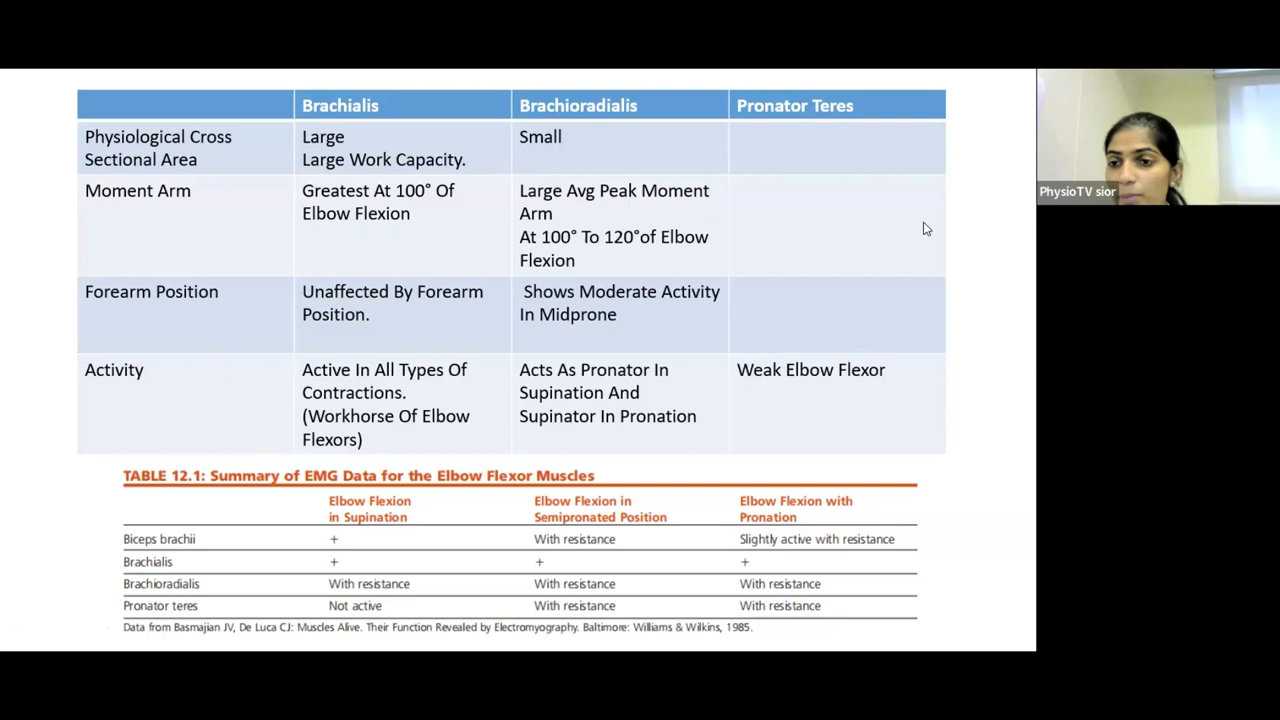 Brachialis Brachioradialis Pronator Teres
Physiological Cross Large Small
Sectional Area Large Work Capacity.
Moment Arm Greatest At 100° Of Large Avg Peak Moment
Elbow Flexion Arm
At 100° To 120°of Elbow
Flexion
Forearm Position Unaffected By Forearm Shows Moderate Activity
Position. In Midprone
Activity Active In All Types Of Acts As Pronator In Weak Elbow Flexor
Contractions. Supination And
(Workhorse Of Elbow Supinator In Pronation
Flexors)
TABLE 12.1: Summary of EMG Data for the Elbow Flexor Muscles
Elbow Flexion Elbow Flexion in Elbow Flexion with
in Supination Semipronated Position Pronation
Biceps brachii + With resistance Slightly active with resistance
Brachialis + + +
Brachioradialis With resistance With resistance With resistance
Pronator teres Not active With resistance With resistance
Data from Basmajian JV, De Luca CJ: Muscles Alive. Their Function Revealed by Electromyography. Baltimore: Williams & Wilkins, 1985.
PhysioTV sior